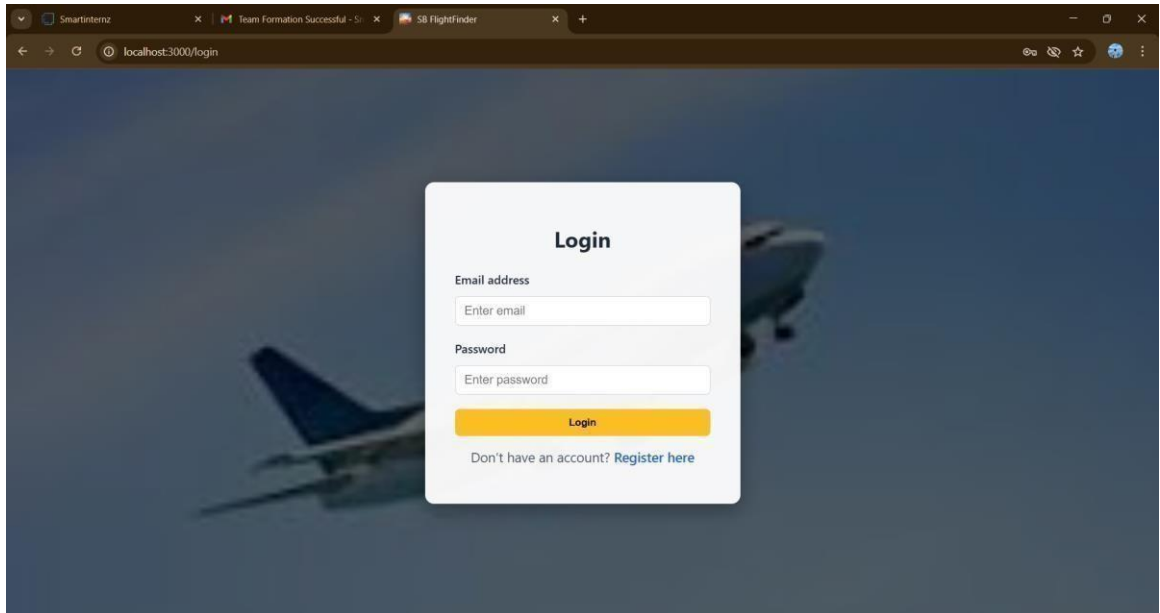 Smartinternz
Team Formation Successful - S
SB FlightFinder
localhost:3000/login
Login
Email address
Enter email
Password
Enter password
Login
Don't have an account? Register here